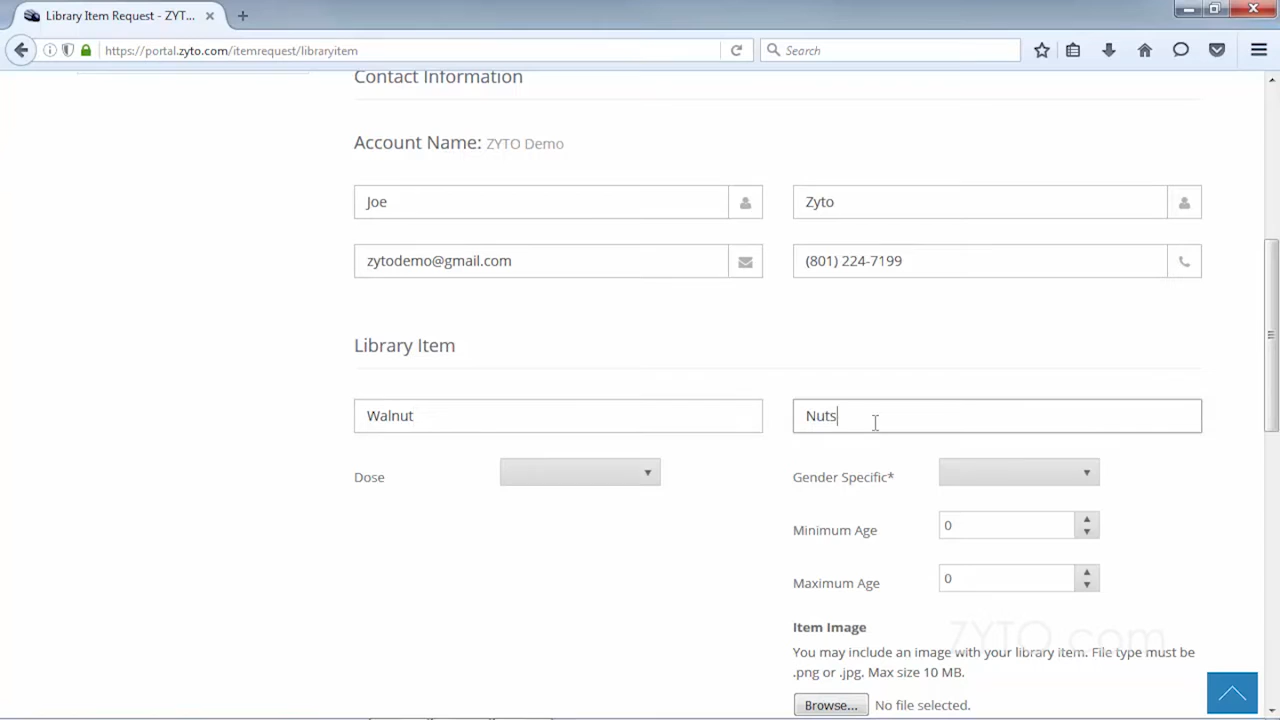 Library Item Request - ZYT...
https://portal.zyto.com/itemrequest/libraryitem
Search
Contact Information
Account Name: ZYTO Demo
Joe
Zyto
zytodemo@gmail.com
(801) 224-7199
Library Item
Walnut
Nuts
Dose
Gender Specific*
Minimum Age
0
Maximum Age
0
Item Image
ZYTO.com
You may include an image with your library item. File type must be
.png or .jpg. Max size 10 MB.
Browse... No file selected.